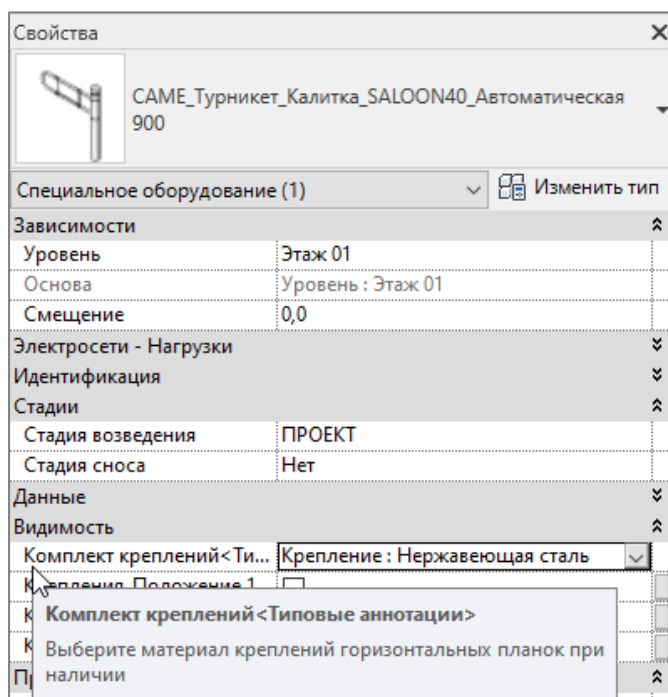 Свойства
CAME_Турникет_Калитка_SALOON40_Автоматическая
900
Специальное оборудование (1)
Изменить тип
Зависимости
Уровень Этаж 01
Основа Уровень : Этаж 01
Смещение 0,0
Электросети - Нагрузки
Идентификация
Стадии
Стадия возведения ПРОЕКТ
Стадия сноса Нет
Данные
Видимость
Комплект креплений<Ти... Крепление : Нержавеющая сталь
Крепления_Положение 1
Комплект креплений<Типовые аннотации>
Выберите материал креплений горизонтальных планок при
наличии